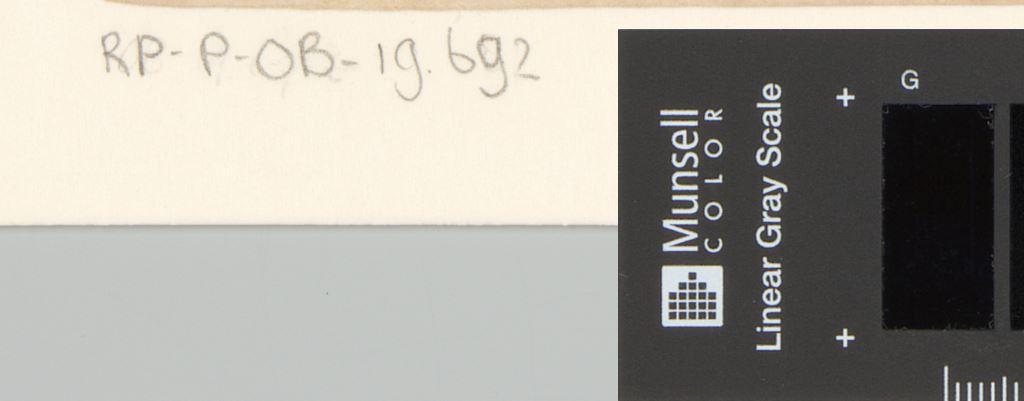 RP-P-OB-19.692
Munsell
COLOR
Linear Gray Scale
+ +
G